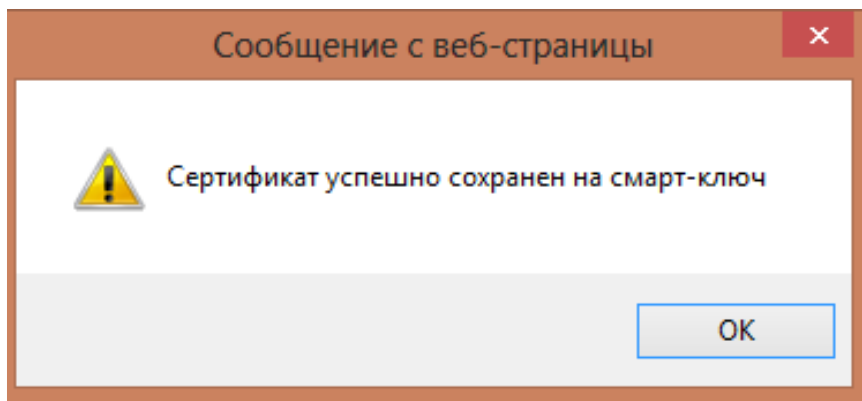 Сообщение с веб-страницы
Сертификат успешно сохранен на смарт-ключ
OK